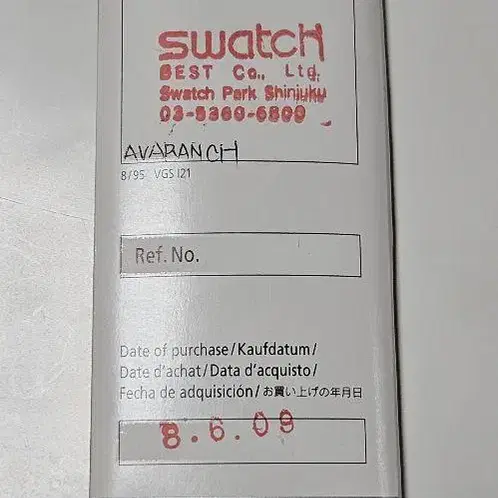 swatch
BEST Co., Ltd.
Swatch Park Shinjuku
03-5360-6809
AVARANCH
8/95 VGS I21
Ref. No.
Date of purchase/Kaufdatum/
Date d'achat/Data d'acquisto/
Fecha de adquisición/お買い上げの年月日
8.6.09